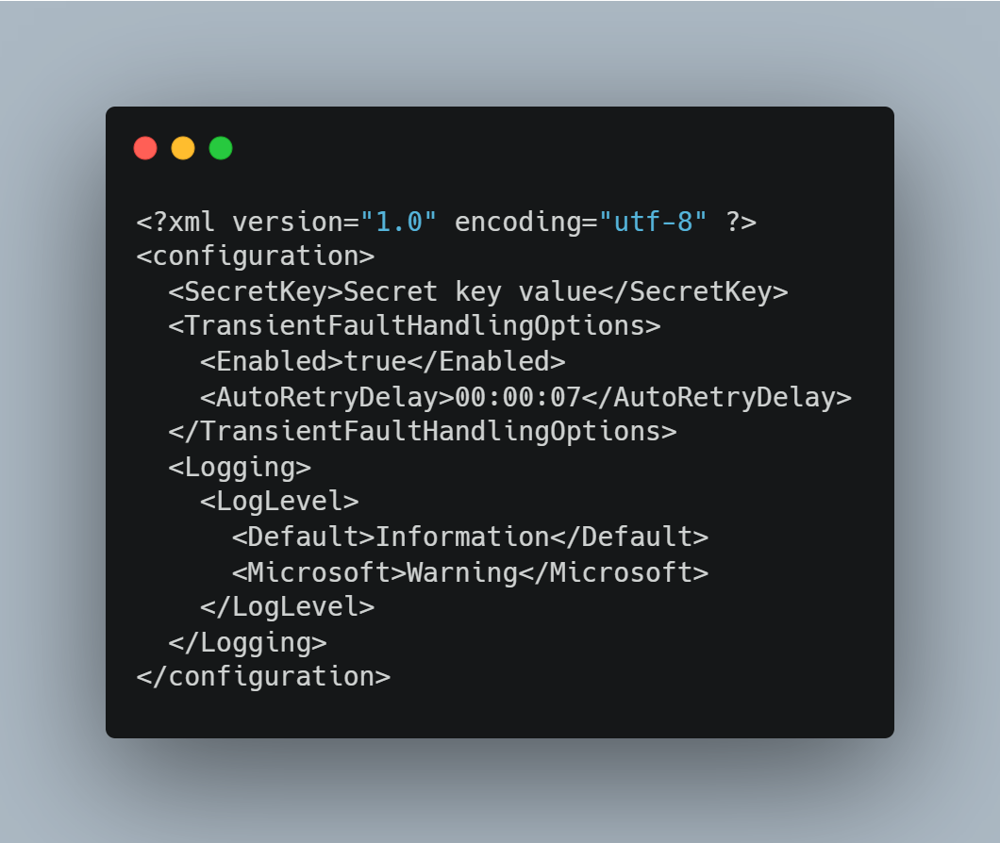 <?xml version="1.0" encoding="utf-8" ?>
<configuration>
  <SecretKey>Secret key value</SecretKey>
  <TransientFaultHandlingOptions>
    <Enabled>true</Enabled>
    <AutoRetryDelay>00:00:07</AutoRetryDelay>
  </TransientFaultHandlingOptions>
  <Logging>
    <LogLevel>
      <Default>Information</Default>
      <Microsoft>Warning</Microsoft>
    </LogLevel>
  </Logging>
</configuration>